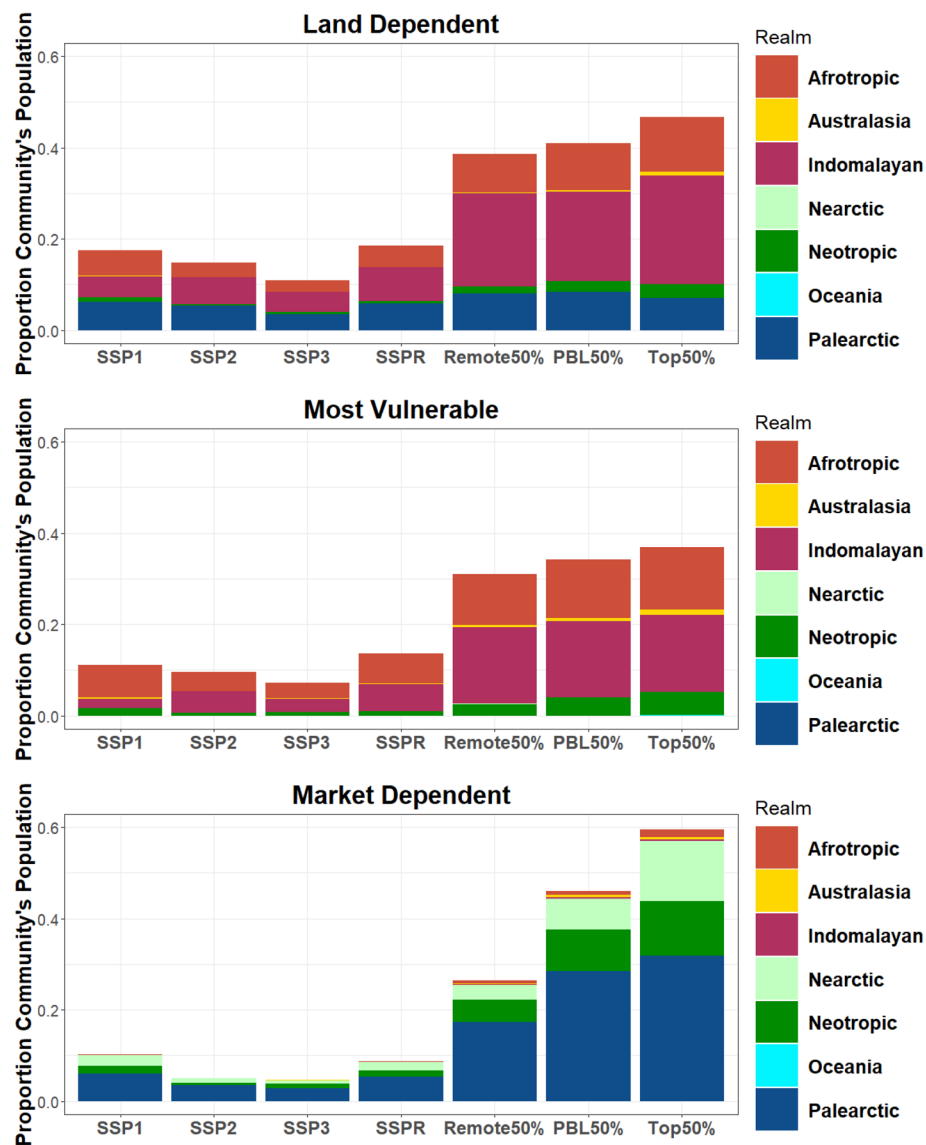 Land Dependent
Proportion Community's Population
0.6
0.4
0.2
0.0
SSP1 SSP2 SSP3 SSPR Remote50% PBL50% Top50%
Realm
Afrotropic
Australasia
Indomalayan
Nearctic
Neotropic
Oceania
Palearctic
Most Vulnerable
Proportion Community's Population
0.6
0.4
0.2
0.0
SSP1 SSP2 SSP3 SSPR Remote50% PBL50% Top50%
Realm
Afrotropic
Australasia
Indomalayan
Nearctic
Neotropic
Oceania
Palearctic
Market Dependent
Proportion Community's Population
0.6
0.4
0.2
0.0
SSP1 SSP2 SSP3 SSPR Remote50% PBL50% Top50%
Realm
Afrotropic
Australasia
Indomalayan
Nearctic
Neotropic
Oceania
Palearctic